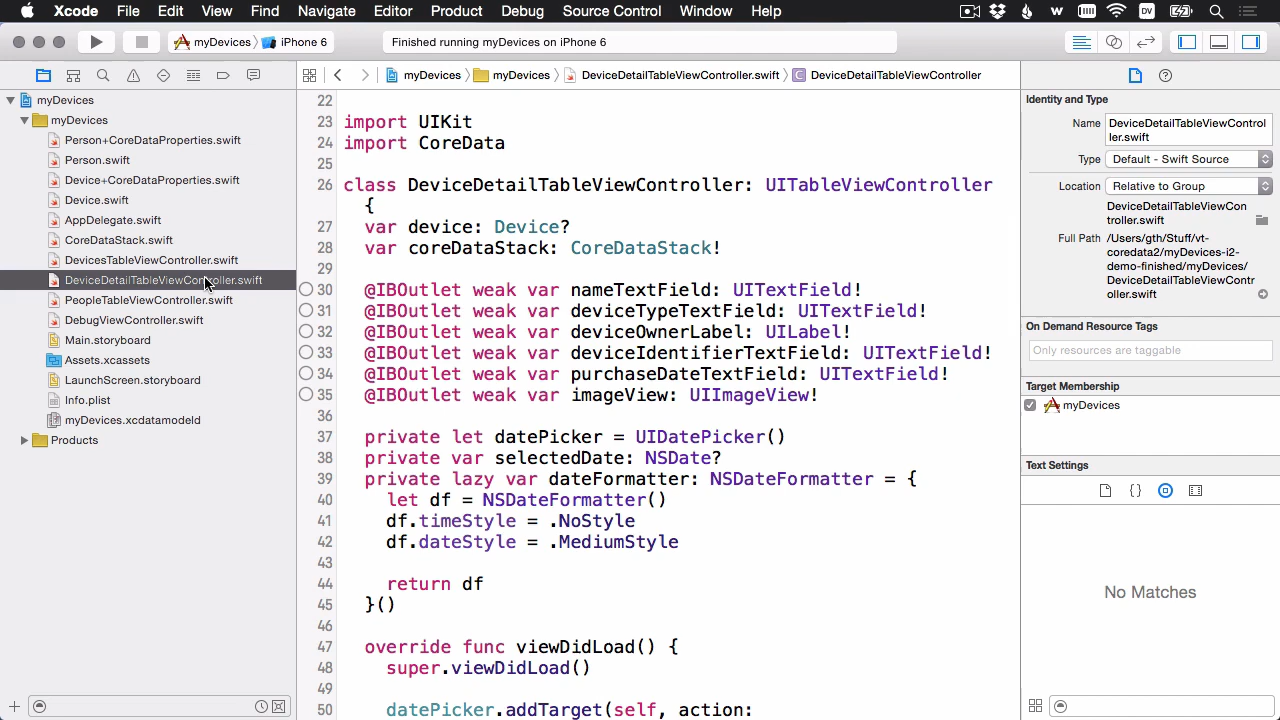 Xcode File Edit View Find Navigate Editor Product Debug Source Control Window Help
myDevices iPhone 6
Finished running myDevices on iPhone 6
myDevices myDevices DeviceDetailTableViewController.swift DeviceDetailTableViewController
myDevices
myDevices
Person+CoreDataProperties.swift
Person.swift
Device+CoreDataProperties.swift
Device.swift
AppDelegate.swift
CoreDataStack.swift
DevicesTableViewController.swift
DeviceDetailTableViewController.swift
PeopleTableViewController.swift
DebugViewController.swift
Main.storyboard
Assets.xcassets
LaunchScreen.storyboard
Info.plist
myDevices.xcdatamodeld
Products
22
23 import UIKit
24 import CoreData
25
26 class DeviceDetailTableViewController: UITableViewController
{
27 var device: Device?
28 var coreDataStack: CoreDataStack!
29
30 @IBOutlet weak var nameTextField: UITextField!
31 @IBOutlet weak var deviceTypeTextField: UITextField!
32 @IBOutlet weak var deviceOwnerLabel: UILabel!
33 @IBOutlet weak var deviceIdentifierTextField: UITextField!
34 @IBOutlet weak var purchaseDateTextField: UITextField!
35 @IBOutlet weak var imageView: UIImageView!
36
37 private let datePicker = UIDatePicker()
38 private var selectedDate: NSDate?
39 private lazy var dateFormatter: NSDateFormatter = {
40 let df = NSDateFormatter()
41 df.timeStyle = .NoStyle
42 df.dateStyle = .MediumStyle
43
44 return df
45 }()
46
47 override func viewDidLoad() {
48 super.viewDidLoad()
49
50 datePicker.addTarget(self, action:
Identity and Type
Name DeviceDetailTableViewControl
ler.swift
Type Default - Swift Source
Location Relative to Group
DeviceDetailTableViewCon
troller.swift
Full Path /Users/gth/Stuff/vt-
coredata2/myDevices-i2-
demo-finished/myDevices/
DeviceDetailTableViewContr
oller.swift
On Demand Resource Tags
Only resources are taggable
Target Membership
myDevices
Text Settings
{}
No Matches